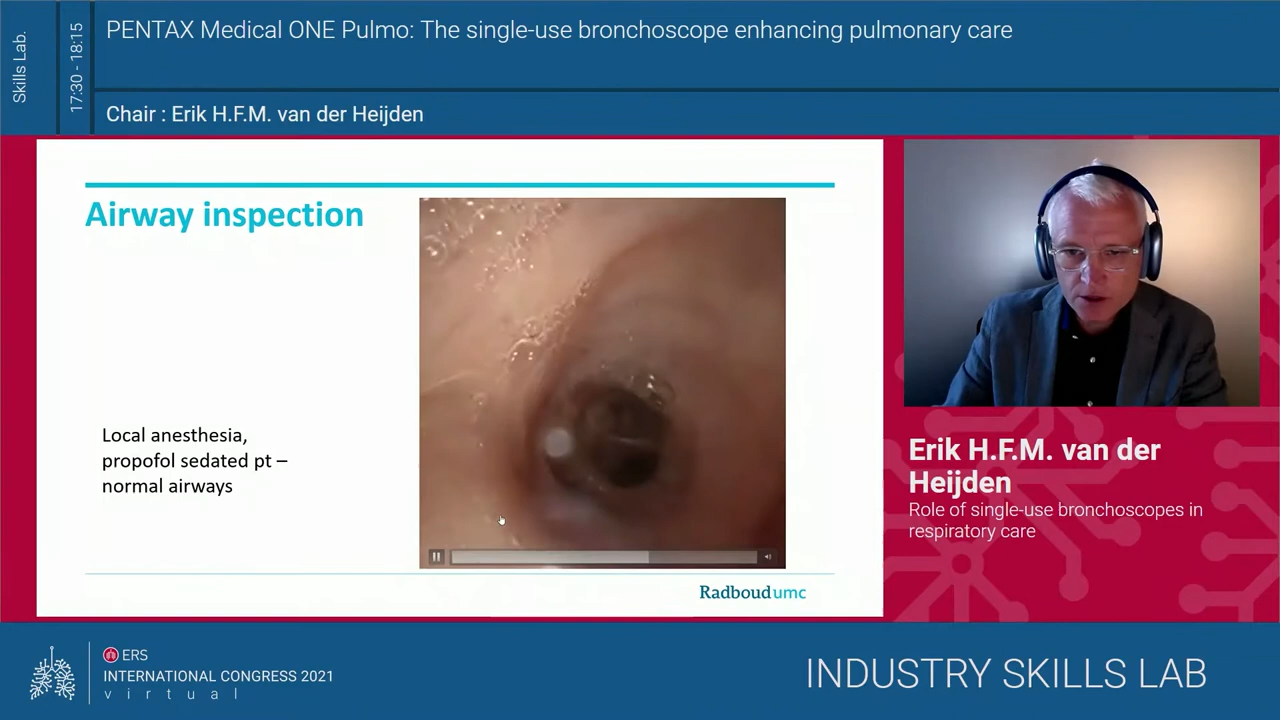 Skills Lab.
17:30 - 18:15
PENTAX Medical ONE Pulmo: The single-use bronchoscope enhancing pulmonary care
Chair : Erik H.F.M. van der Heijden
Airway inspection
Local anesthesia,
propofol sedated pt –
normal airways
Radboudumc
Erik H.F.M. van der
Heijden
Role of single-use bronchoscopes in
respiratory care
ERS
INTERNATIONAL CONGRESS 2021
virtual
INDUSTRY SKILLS LAB